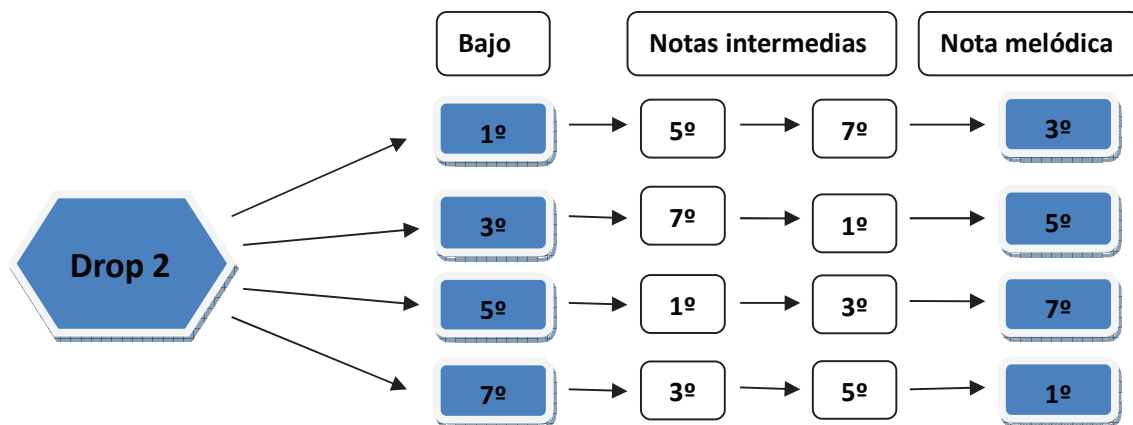 Bajo Notas intermedias Nota melódica
1º 5º 7º 3º
3º 7º 1º 5º
Drop 2
5º 1º 3º 7º
7º 3º 5º 1º